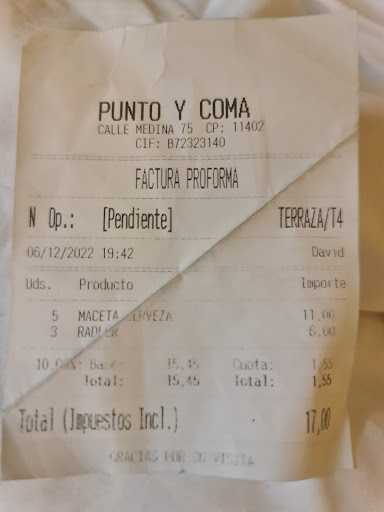 PUNTO Y COMA
CALLE MEDINA 75 CP: 11402
CIF: B72323140
FACTURA PROFORMA
N Op.: [Pendiente] TERRAZA/T4
06/12/2022 19:42 David
Uds. Producto Importe
5 MACETA CERVEZA 11,00
3 RADLER 6,00
10,00%: Base: 15,45 Cuota: 1,55
Total: 15,45 Total: 1,55
Total (Impuestos Incl.) 17,00
GRACIAS POR SU VISITA